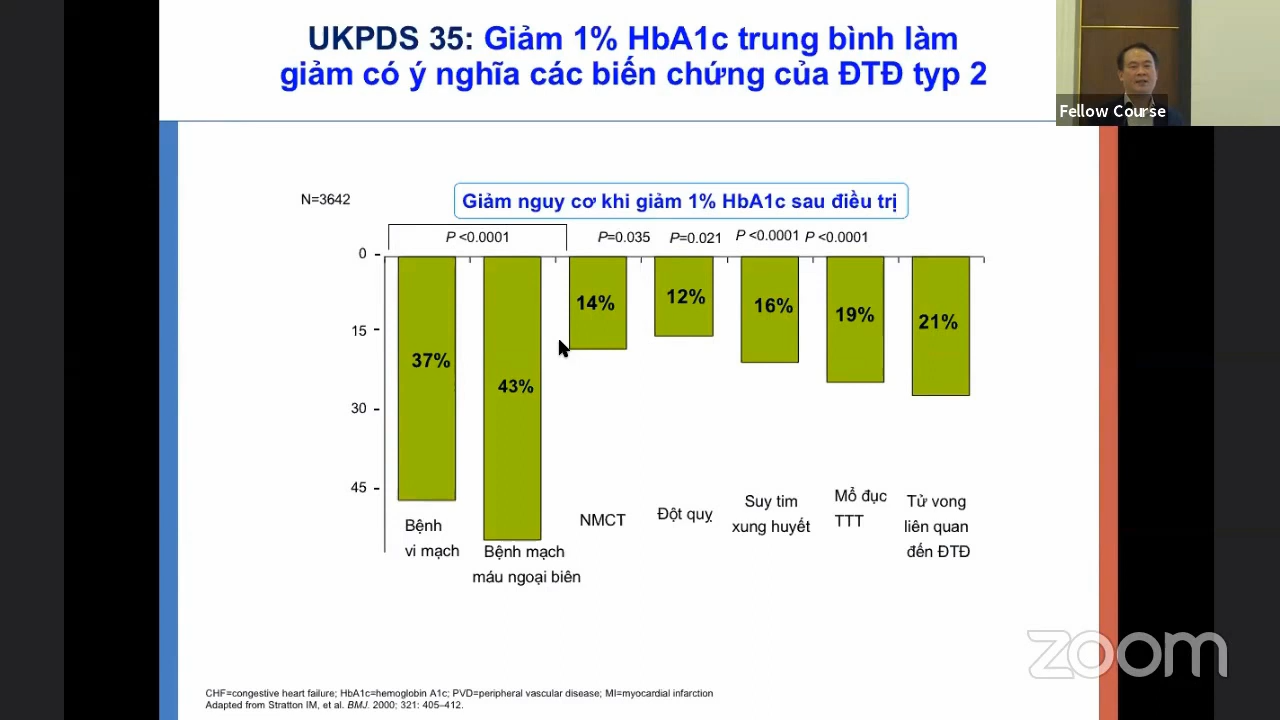 UKPDS 35: Giảm 1% HbA1c trung bình làm
giảm có ý nghĩa các biến chứng của ĐTĐ typ 2
Fellow Course
N=3642
Giảm nguy cơ khi giảm 1% HbA1c sau điều trị
P <0.0001
P=0.035
P=0.021
P <0.0001
P <0.0001
0
15
30
45
37%
43%
14%
12%
16%
19%
21%
Bệnh
vi mạch
Bệnh mạch
máu ngoại biên
NMCT
Đột quỵ
Suy tim
xung huyết
Mổ đục
TTT
Tử vong
liên quan
đến ĐTĐ
zoom
CHF=congestive heart failure; HbA1c=hemoglobin A1c; PVD=peripheral vascular disease; MI=myocardial infarction
Adapted from Stratton IM, et al. BMJ. 2000; 321: 405–412.